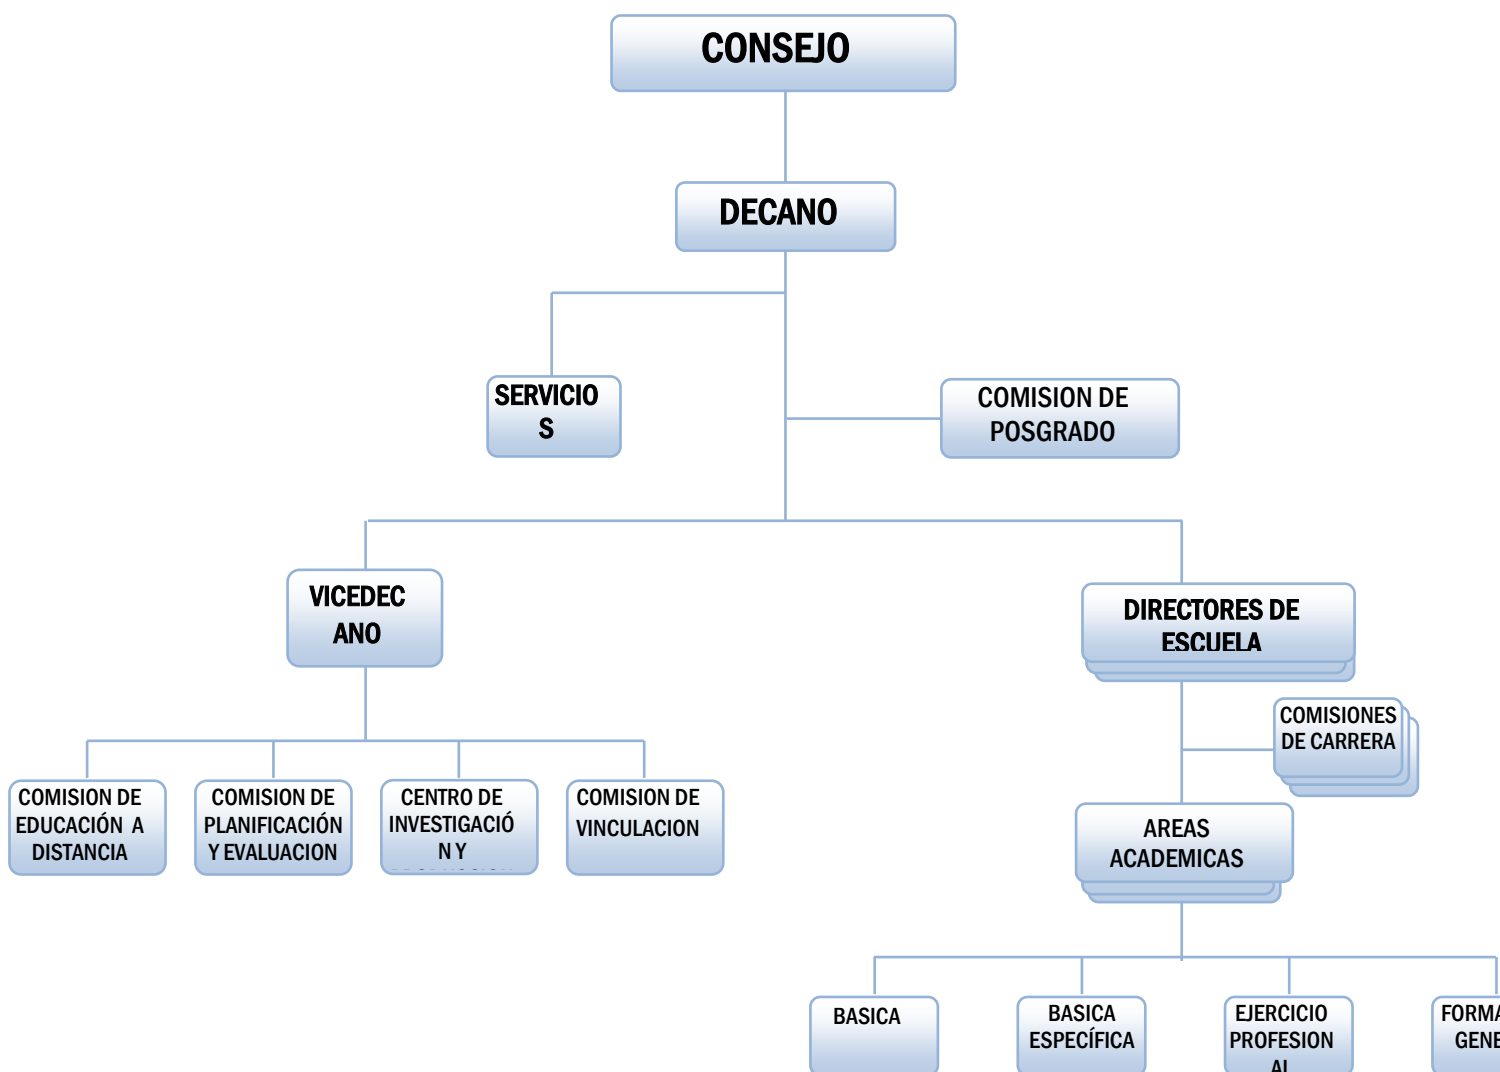 CONSEJO
DECANO
SERVICIO
S
COMISION DE
POSGRADO
VICEDEC
ANO
DIRECTORES DE
ESCUELA
COMISIONES
DE CARRERA
COMISION DE
EDUCACIÓN A
DISTANCIA
COMISION DE
PLANIFICACIÓN
Y EVALUACION
CENTRO DE
INVESTIGACIÓ
N Y
COMISION DE
VINCULACION
AREAS
ACADEMICAS
BASICA
BASICA
ESPECÍFICA
EJERCICIO
PROFESION
AL